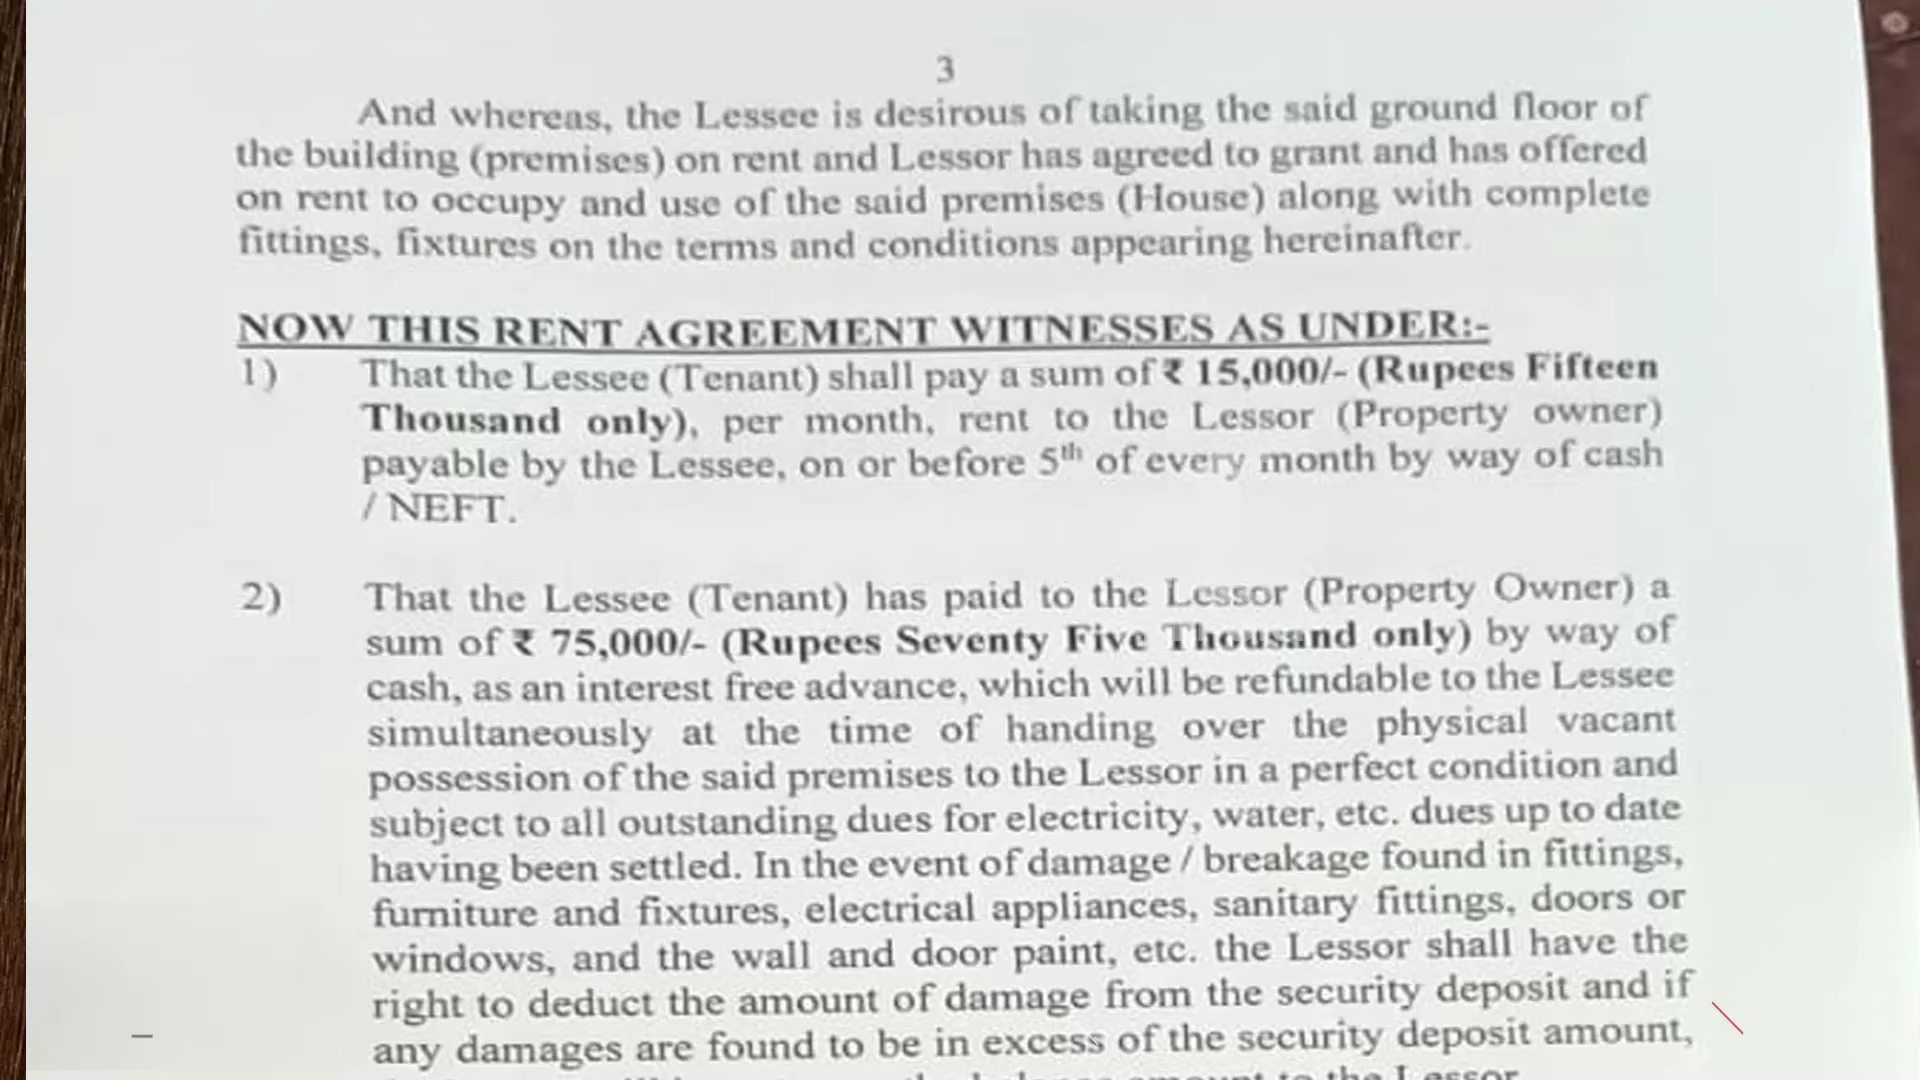 3
And whereas, the Lessee is desirous of taking the said ground floor of
the building (premises) on rent and Lessor has agreed to grant and has offered
on rent to occupy and use of the said premises (House) along with complete
fittings, fixtures on the terms and conditions appearing hereinafter.
NOW THIS RENT AGREEMENT WITNESSES AS UNDER:-
1) That the Lessee (Tenant) shall pay a sum of ₹ 15,000/- (Rupees Fifteen
Thousand only), per month, rent to the Lessor (Property owner)
payable by the Lessee, on or before 5th of every month by way of cash
/ NEFT.
2) That the Lessee (Tenant) has paid to the Lessor (Property Owner) a
sum of ₹ 75,000/- (Rupees Seventy Five Thousand only) by way of
cash, as an interest free advance, which will be refundable to the Lessee
simultaneously at the time of handing over the physical vacant
possession of the said premises to the Lessor in a perfect condition and
subject to all outstanding dues for electricity, water, etc. dues up to date
having been settled. In the event of damage / breakage found in fittings,
furniture and fixtures, electrical appliances, sanitary fittings, doors or
windows, and the wall and door paint, etc. the Lessor shall have the
right to deduct the amount of damage from the security deposit and if
any damages are found to be in excess of the security deposit amount,
to the Lessor